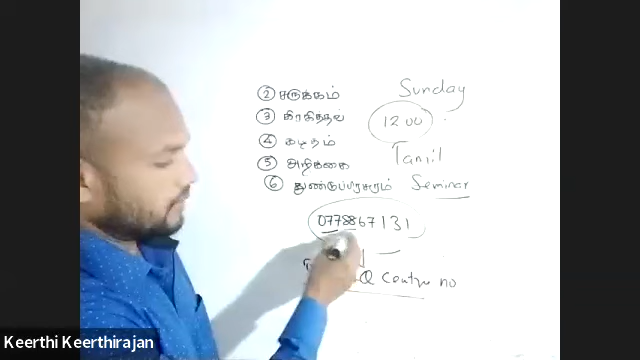 ② சுருக்கம் Sunday
③ கிரகித்தல் 12.00
④ கடிதம் Tamil
⑤ அறிக்கை
⑥ துண்டுப்பிரசுரம் Seminar
0778867131
Q Centre no
Keerthi Keerthirajan